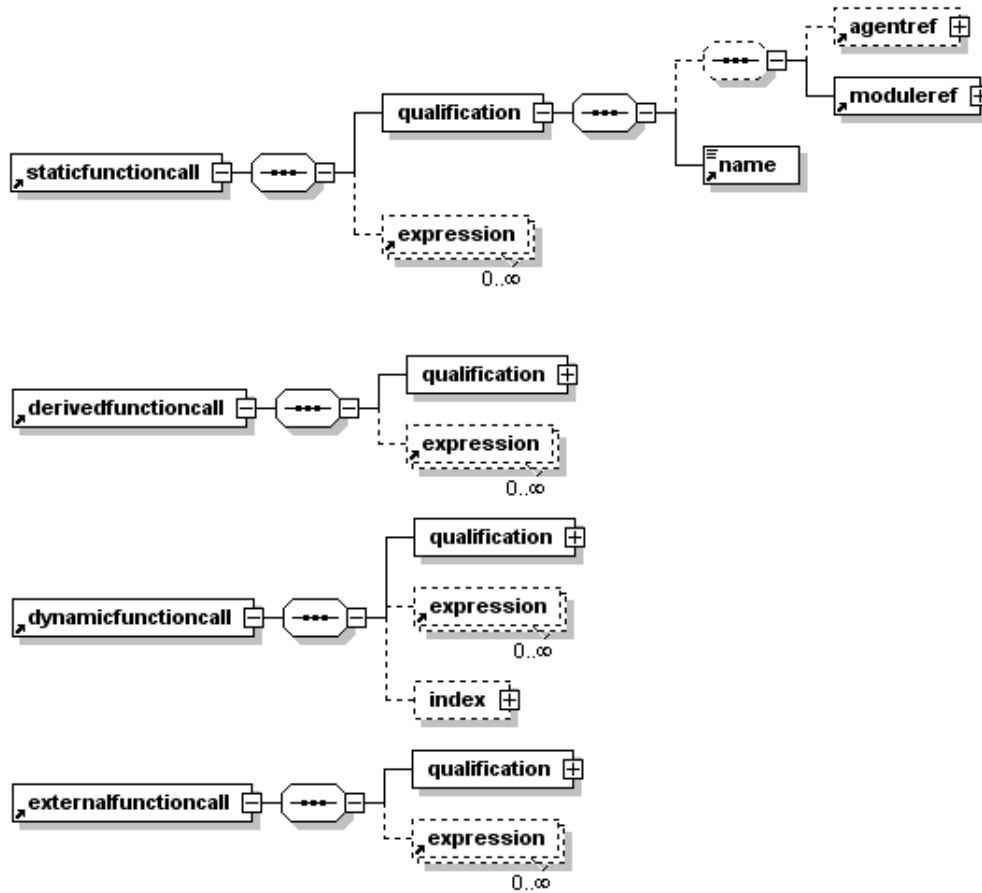 agentref
moduleref
qualification
name
staticfunctioncall
expression
0..∞
qualification
derivedfunctioncall
expression
0..∞
qualification
dynamicfunctioncall
expression
0..∞
index
qualification
externalfunctioncall
expression
0..∞